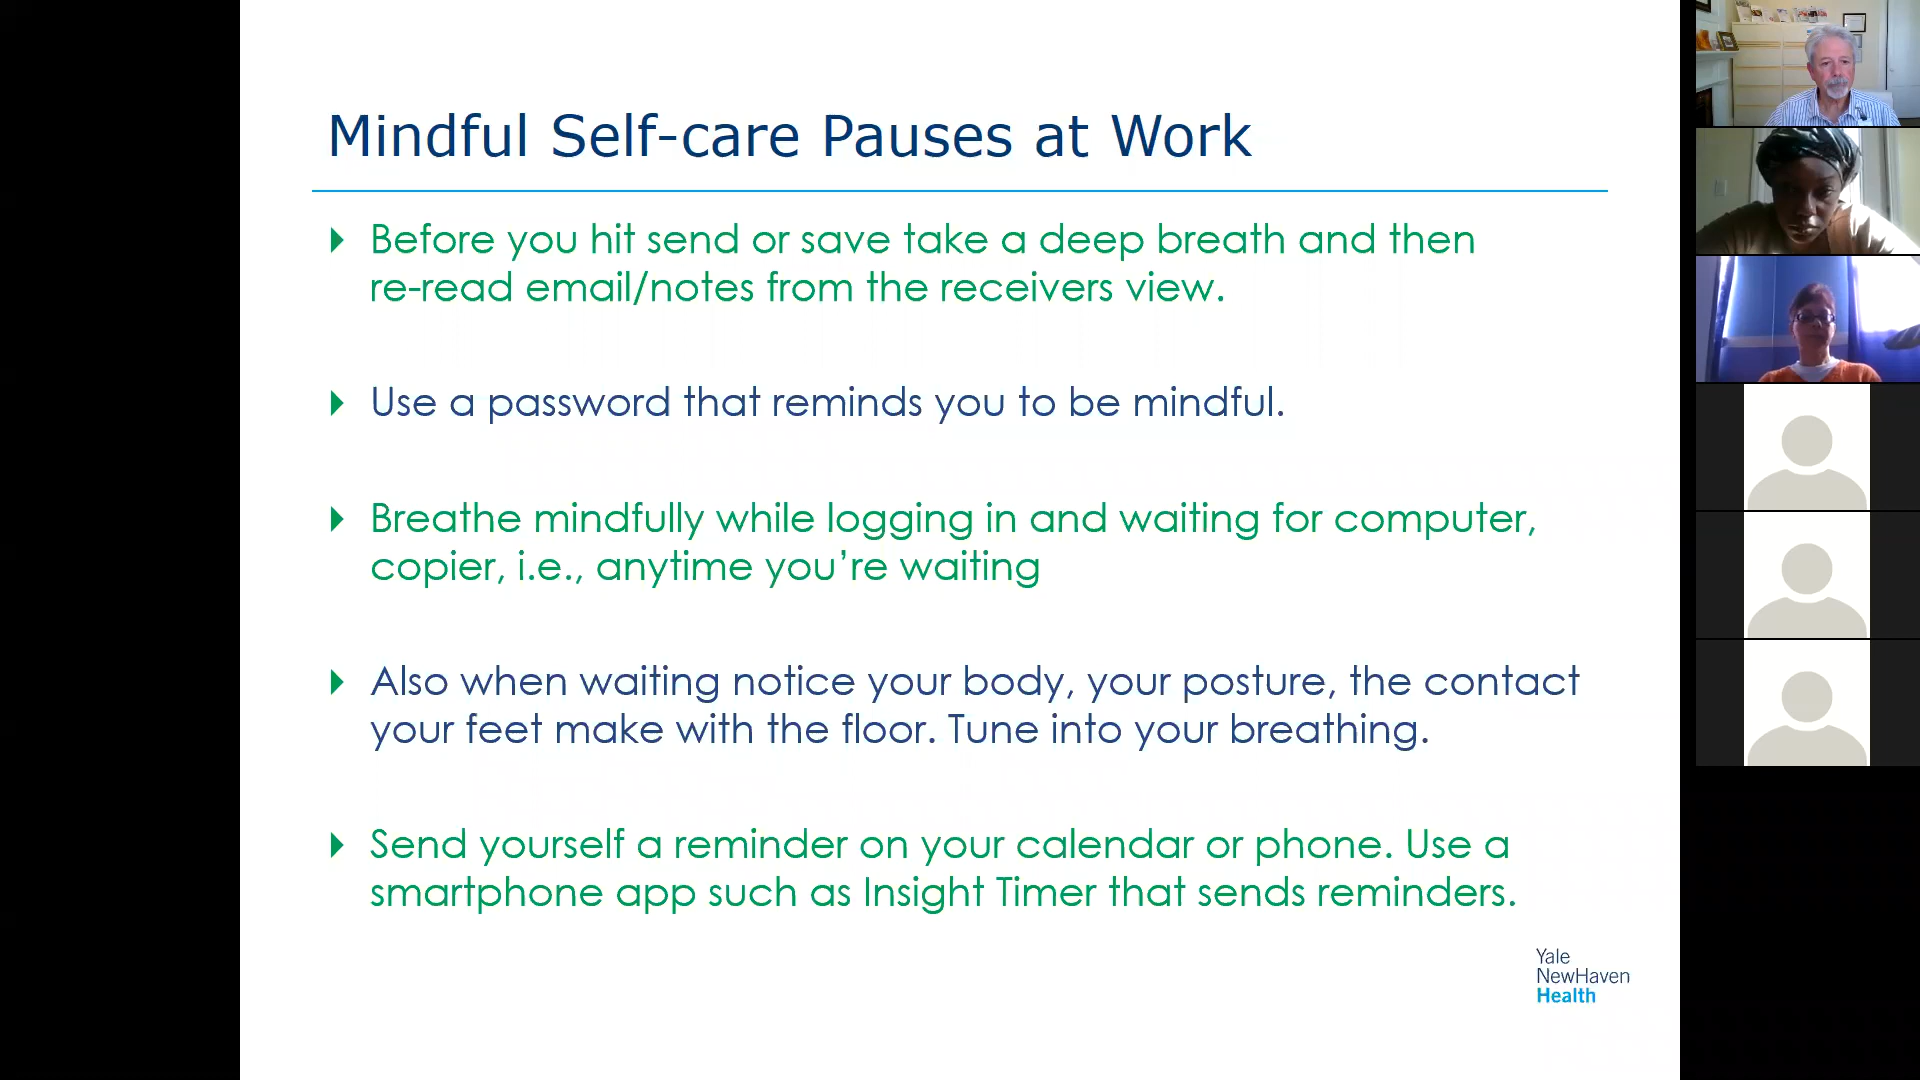 Mindful Self-care Pauses at Work
Before you hit send or save take a deep breath and then
re-read email/notes from the receivers view.
Use a password that reminds you to be mindful.
Breathe mindfully while logging in and waiting for computer,
copier, i.e., anytime you’re waiting
Also when waiting notice your body, your posture, the contact
your feet make with the floor. Tune into your breathing.
Send yourself a reminder on your calendar or phone. Use a
smartphone app such as Insight Timer that sends reminders.
Yale
NewHaven
Health